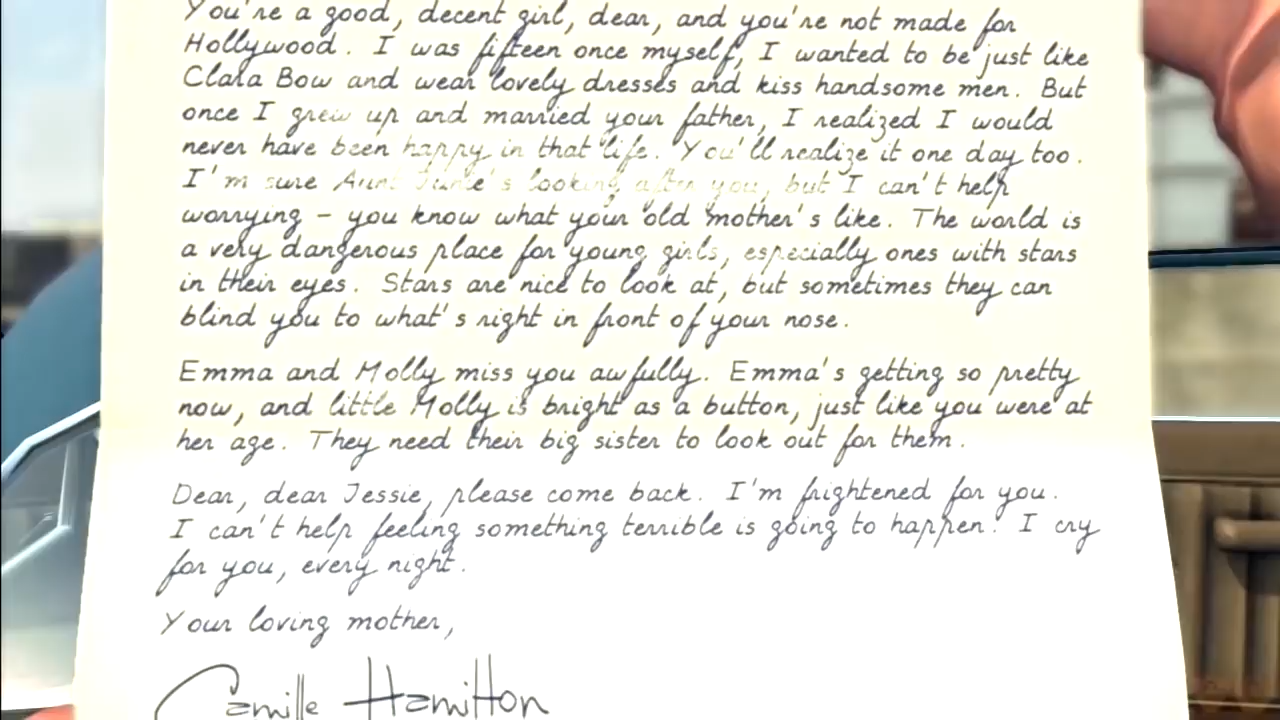 You're a good, decent girl, dear, and you're not made for
Hollywood. I was fifteen once myself, I wanted to be just like
Clara Bow and wear lovely dresses and kiss handsome men. But
once I grew up and married your father, I realized I would
never have been happy in that life. You'll realize it one day too.
I'm sure Aunt looking after you, but I can't help
worrying - you know what your old mother's like. The world is
a very dangerous place for young girls, especially ones with stars
in their eyes. Stars are nice to look at, but sometimes they can
blind you to what's right in front of your nose.
Emma and Molly miss you awfully. Emma's getting so pretty
now, and little Molly is bright as a button, just like you were at
her age. They need their big sister to look out for them.
Dear, dear Jessie, please come back. I'm frightened for you.
I can't help feeling something terrible is going to happen. I cry
for you, every night.
Your loving mother,
Camille Hamilton